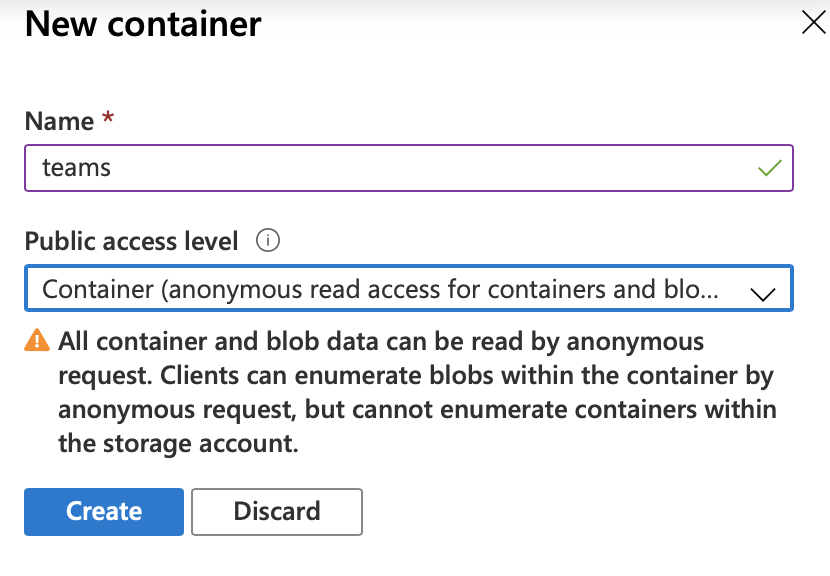 New container
Name *
teams
Public access level
Container (anonymous read access for containers and blo...
All container and blob data can be read by anonymous
request. Clients can enumerate blobs within the container by
anonymous request, but cannot enumerate containers within
the storage account.
Create Discard